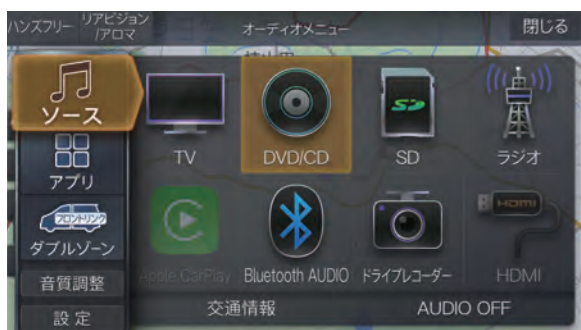 ハンズフリー
リアビジョン
/アロマ
オーディオメニュー
閉じる
ソース
TV
DVD/CD
SD
ラジオ
アプリ
フロントリンク
ダブルゾーン
Apple CarPlay
Bluetooth AUDIO
ドライブレコーダー
HDMI
HDMI
音質調整
設定
交通情報
AUDIO OFF